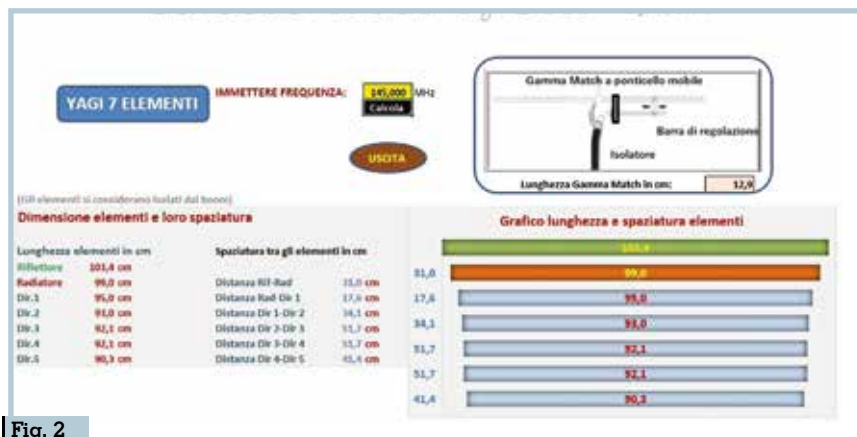 YAGI 7 ELEMENTI
IMMETTERE FREQUENZA:
145,000 MHz
Calcola
USCITA
Gamma Match a ponticello mobile
Barra di regolazione
Isolatore
Lunghezza Gamma Match in cm: 12,9
(Gli elementi si considerano isolati dal boom)
Dimensione elementi e loro spaziatura
Lunghezza elementi in cm
Riflettore 101,4 cm
Radiatore 99,0 cm
Dir.1 95,0 cm
Dir.2 93,0 cm
Dir.3 92,1 cm
Dir.4 92,1 cm
Dir.5 90,3 cm
Spaziatura tra gli elementi in cm
Distanza Rif-Rad 31,0 cm
Distanza Rad-Dir 1 17,6 cm
Distanza Dir 1-Dir 2 34,1 cm
Distanza Dir 2-Dir 3 51,7 cm
Distanza Dir 3-Dir 4 51,7 cm
Distanza Dir 4-Dir 5 41,4 cm
Grafico lunghezza e spaziatura elementi
101,4
31,0 99,0
17,6 95,0
34,1 93,0
51,7 92,1
51,7 92,1
41,4 90,3
Fig. 2